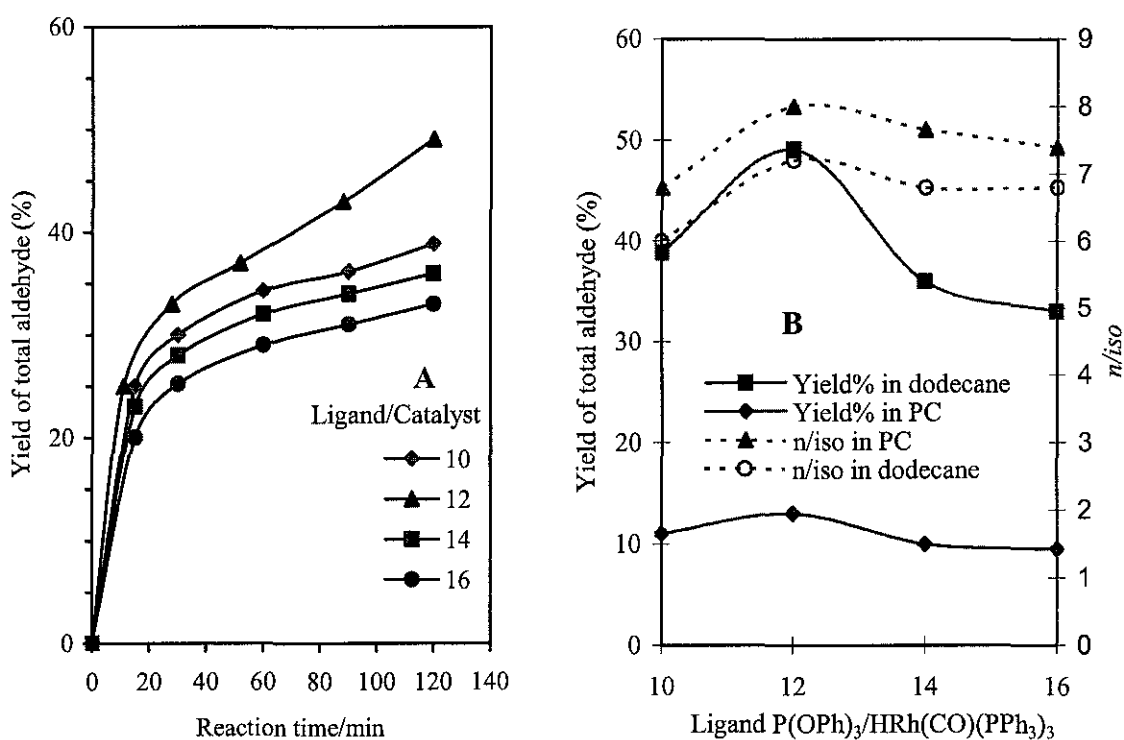 60
40
20
0
Yield of total aldehyde (%)
A
Ligand/Catalyst
10
12
14
16
0 20 40 60 80 100 120 140
Reaction time/min
60
50
40
30
20
10
0
Yield of total aldehyde (%)
B
Yield% in dodecane
Yield% in PC
n/iso in PC
n/iso in dodecane
9
8
7
6
5
4
3
2
1
0
n/iso
10 12 14 16
Ligand P(OPh)₃/HRh(CO)(PPh₃)₃